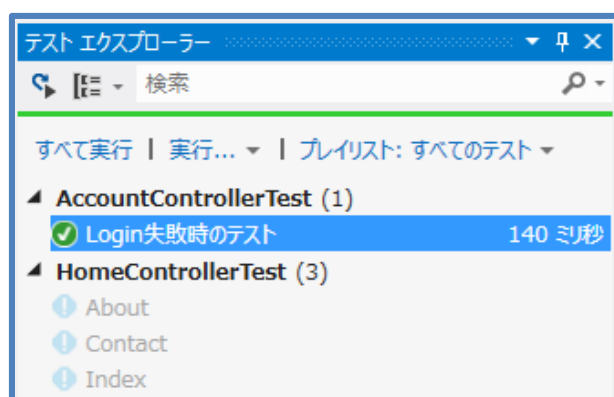 テスト エクスプローラー
検索
すべて実行 | 実行... | プレイリスト: すべてのテスト
AccountControllerTest (1)
Login失敗時のテスト 140 ミリ秒
HomeControllerTest (3)
About
Contact
Index